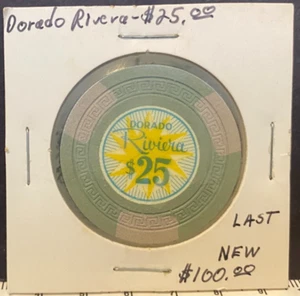 Dorado Rivera-$25.00
DORADO
Riviera
$25
LAST
NEW
$100.00